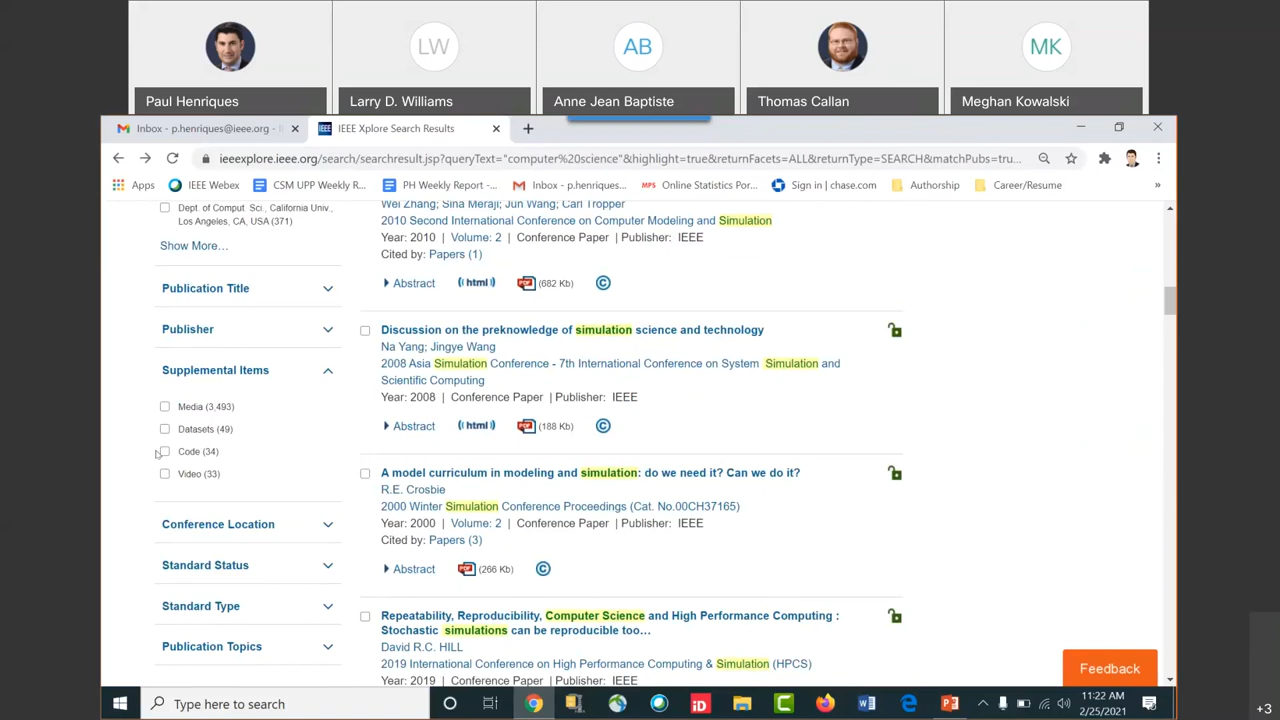 LW
AB
MK
Paul Henriques
Larry D. Williams
Anne Jean Baptiste
Thomas Callan
Meghan Kowalski
Inbox - p.henriques@ieee.org -
IEEE Xplore Search Results
ieeexplore.ieee.org/search/searchresult.jsp?queryText="computer%20science"&highlight=true&returnFacets=ALL&returnType=SEARCH&matchPubs=tru...
Apps
IEEE Webex
CSM UPP Weekly R...
PH Weekly Report -...
Inbox - p.henriques...
MPS Online Statistics Por...
Sign in | chase.com
Authorship
Career/Resume
»
Dept. of Comput. Sci., California Univ.,
Los Angeles, CA, USA (371)
Show More...
Publication Title
Publisher
Supplemental Items
Media (3,493)
Datasets (49)
Code (34)
Video (33)
Conference Location
Standard Status
Standard Type
Publication Topics
Wei Zhang; Sina Meraji; Jun Wang; Carl Tropper
2010 Second International Conference on Computer Modeling and Simulation
Year: 2010 | Volume: 2 | Conference Paper | Publisher: IEEE
Cited by: Papers (1)
Abstract ((html)) PDF (682 Kb) C
Discussion on the preknowledge of simulation science and technology
Na Yang; Jingye Wang
2008 Asia Simulation Conference - 7th International Conference on System Simulation and
Scientific Computing
Year: 2008 | Conference Paper | Publisher: IEEE
Abstract ((html)) PDF (188 Kb) C
A model curriculum in modeling and simulation: do we need it? Can we do it?
R.E. Crosbie
2000 Winter Simulation Conference Proceedings (Cat. No.00CH37165)
Year: 2000 | Volume: 2 | Conference Paper | Publisher: IEEE
Cited by: Papers (3)
Abstract PDF (266 Kb) C
Repeatability, Reproducibility, Computer Science and High Performance Computing :
Stochastic simulations can be reproducible too...
David R.C. HILL
2019 International Conference on High Performance Computing & Simulation (HPCS)
Year: 2019 | Conference Paper | Publisher: IEEE
Feedback
Type here to search
iD
11:22 AM
2/25/2021
+3